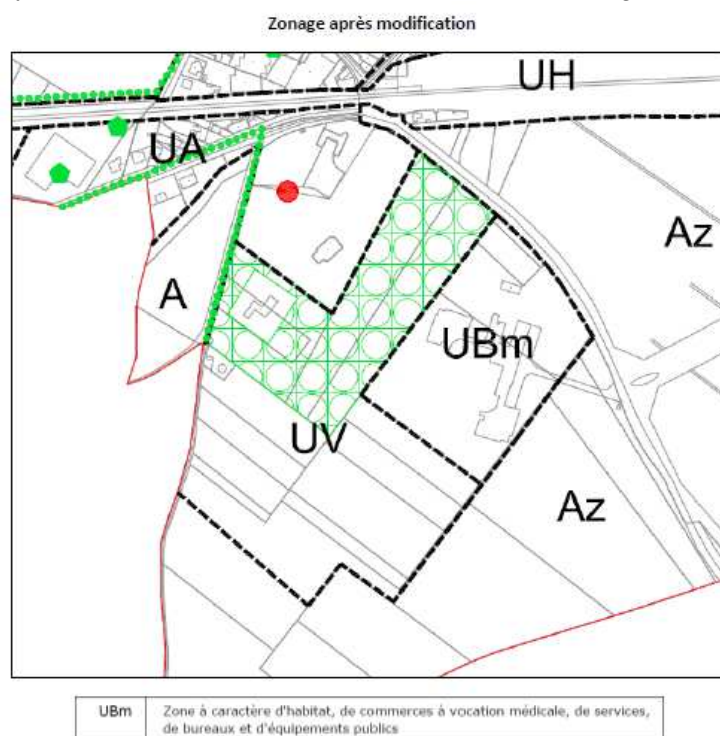 Zonage après modification
UH
UA
Az
A
UBm
UV
Az
UBm Zone à caractère d'habitat, de commerces à vocation médicale, de services,
de bureaux et d'équipements publics